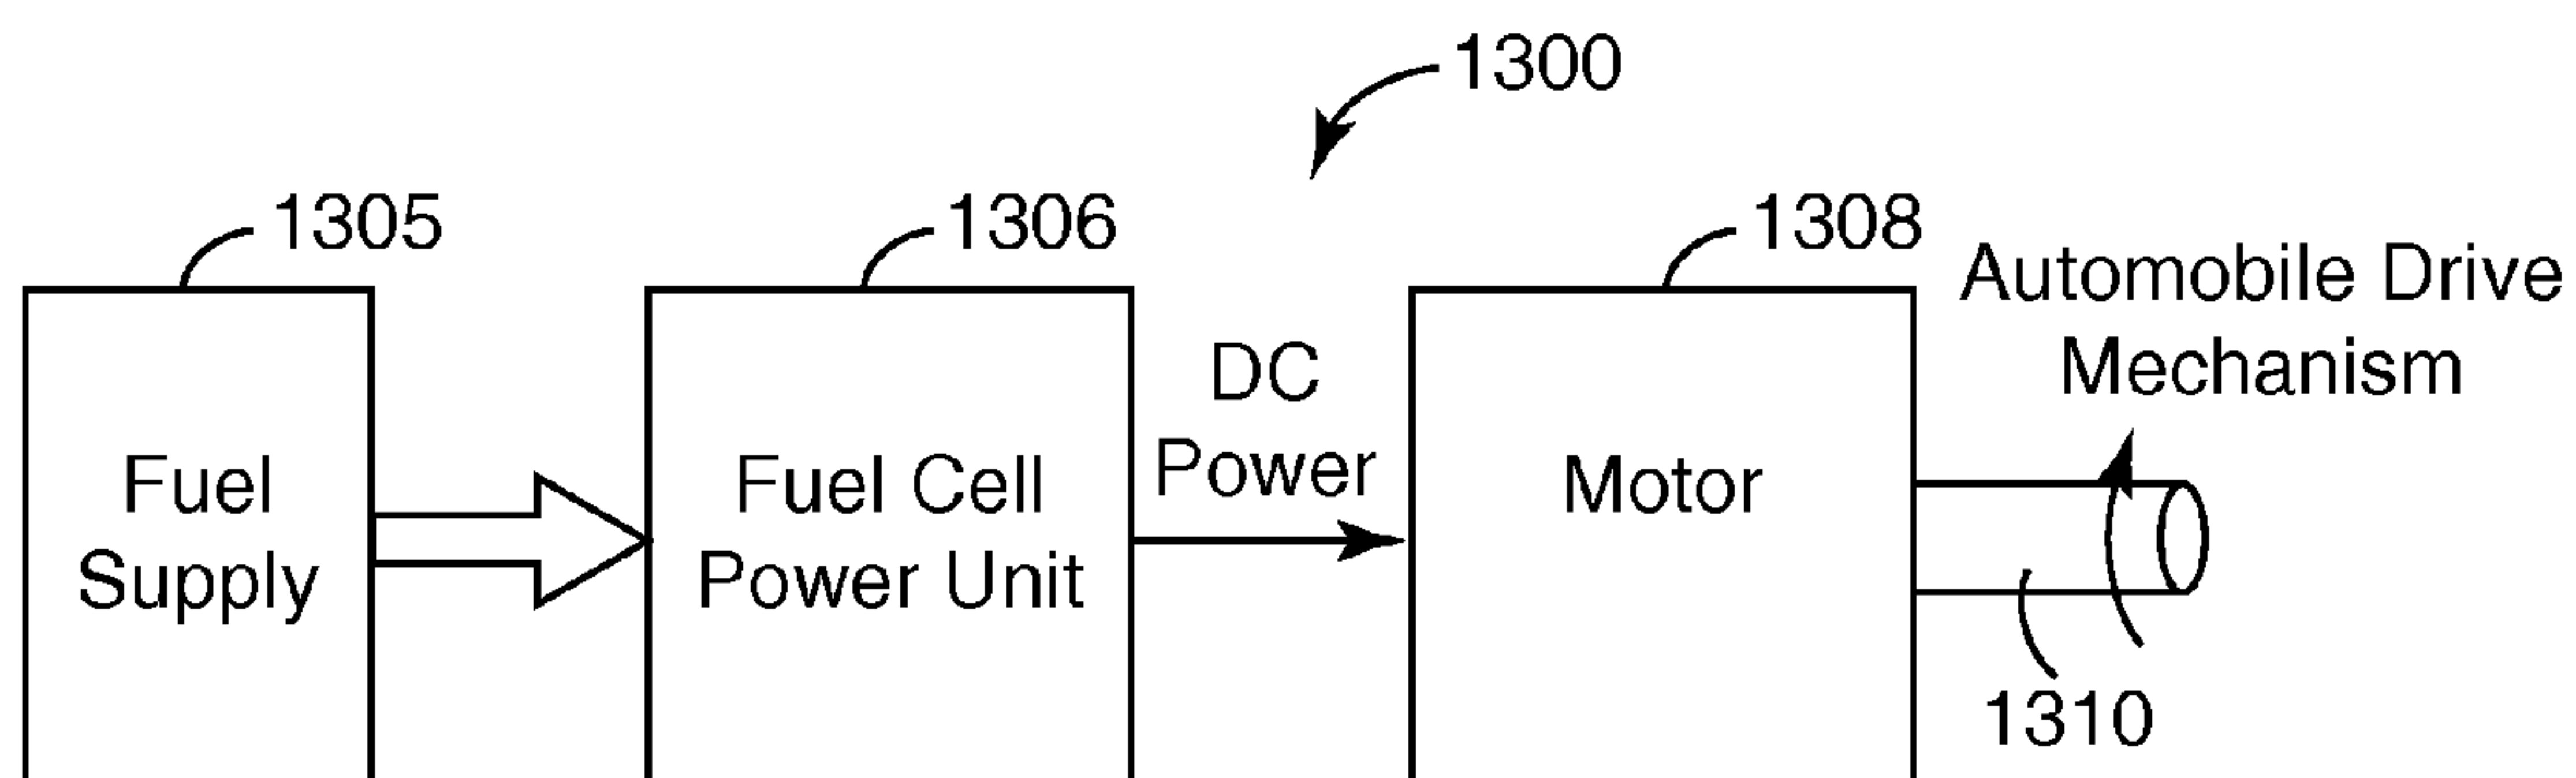 1300
1305
1306
1308
Automobile Drive
Mechanism
DC
Power
Fuel
Supply
Fuel Cell
Power Unit
Motor
1310